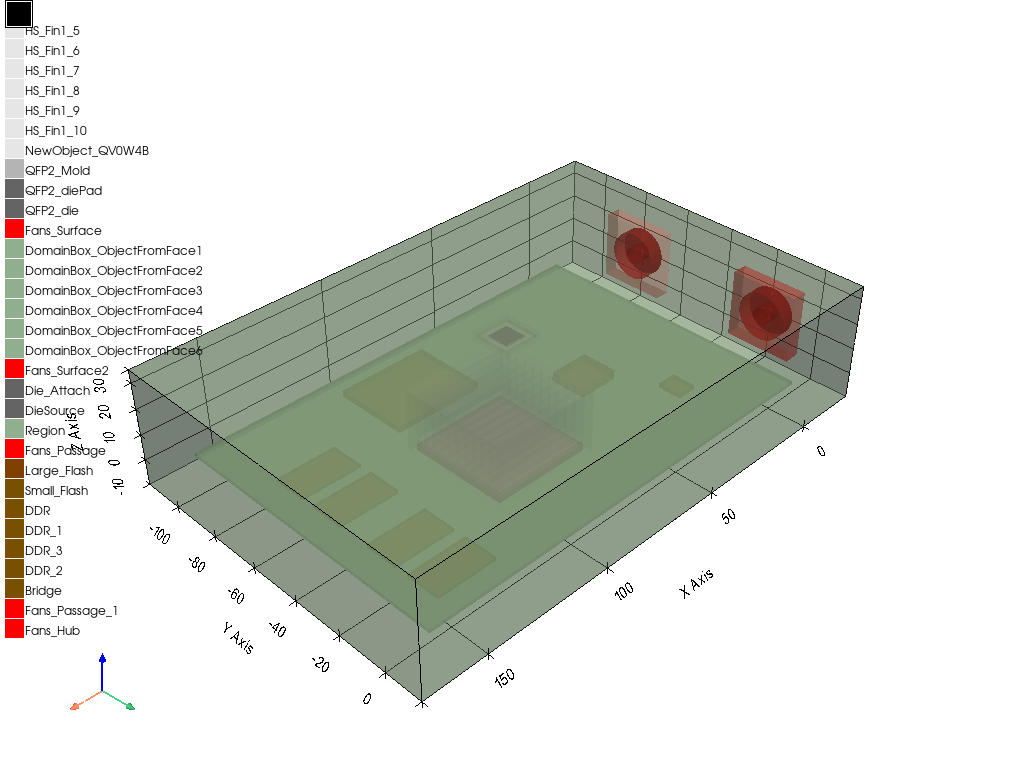 HS_Fin1_5
HS_Fin1_6
HS_Fin1_7
HS_Fin1_8
HS_Fin1_9
HS_Fin1_10
NewObject_QV0W4B
QFP2_Mold
QFP2_diePad
QFP2_die
Fans_Surface
DomainBox_ObjectFromFace1
DomainBox_ObjectFromFace2
DomainBox_ObjectFromFace3
DomainBox_ObjectFromFace4
DomainBox_ObjectFromFace5
DomainBox_ObjectFromFace6
Fans_Surface2
Die_Attach
DieSource
Region
Fans_Passage
Large_Flash
Small_Flash
DDR
DDR_1
DDR_3
DDR_2
Bridge
Fans_Passage_1
Fans_Hub
30
20
10
0
-10
Z Axis
-100
-80
-60
-40
-20
0
Y Axis
150
100
50
0
X Axis